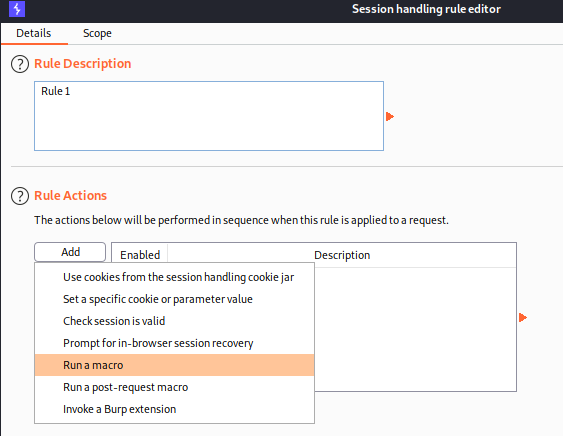 Session handling rule editor
Details Scope
? Rule Description
Rule 1
? Rule Actions
The actions below will be performed in sequence when this rule is applied to a request.
Add Enabled Description
Use cookies from the session handling cookie jar
Set a specific cookie or parameter value
Check session is valid
Prompt for in-browser session recovery
Run a macro
Run a post-request macro
Invoke a Burp extension